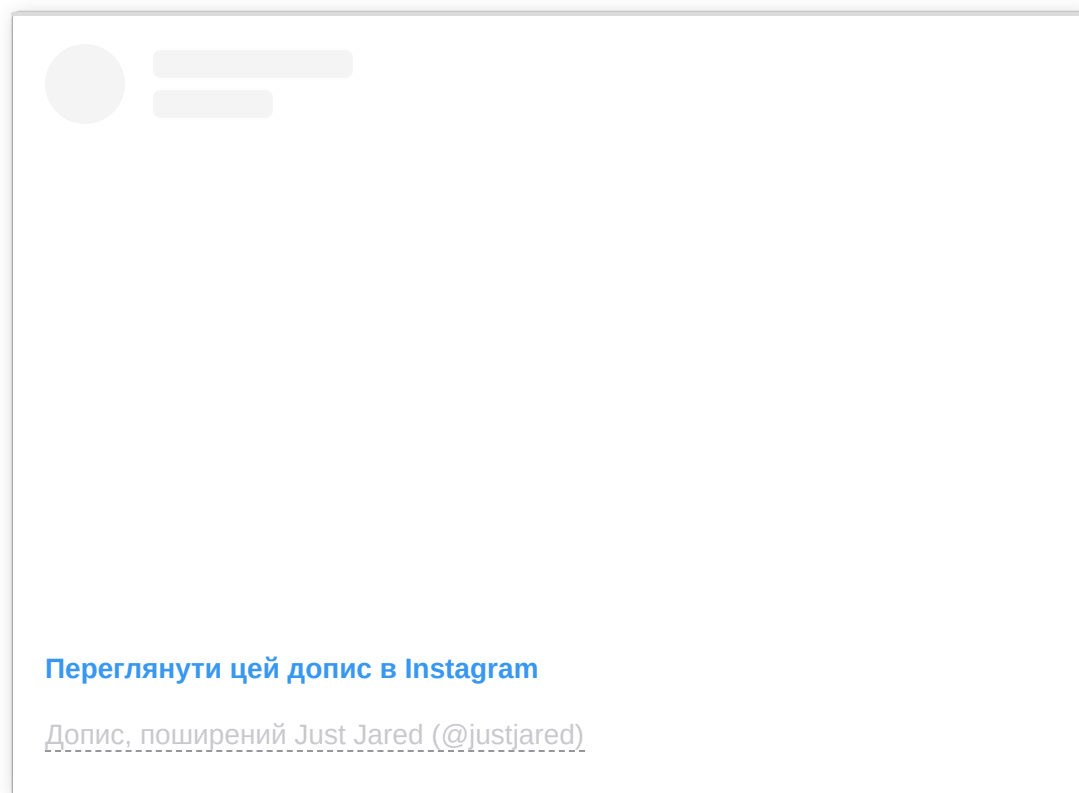 Переглянути цей допис в Instagram
Допис, поширений Just Jared (@justjared)